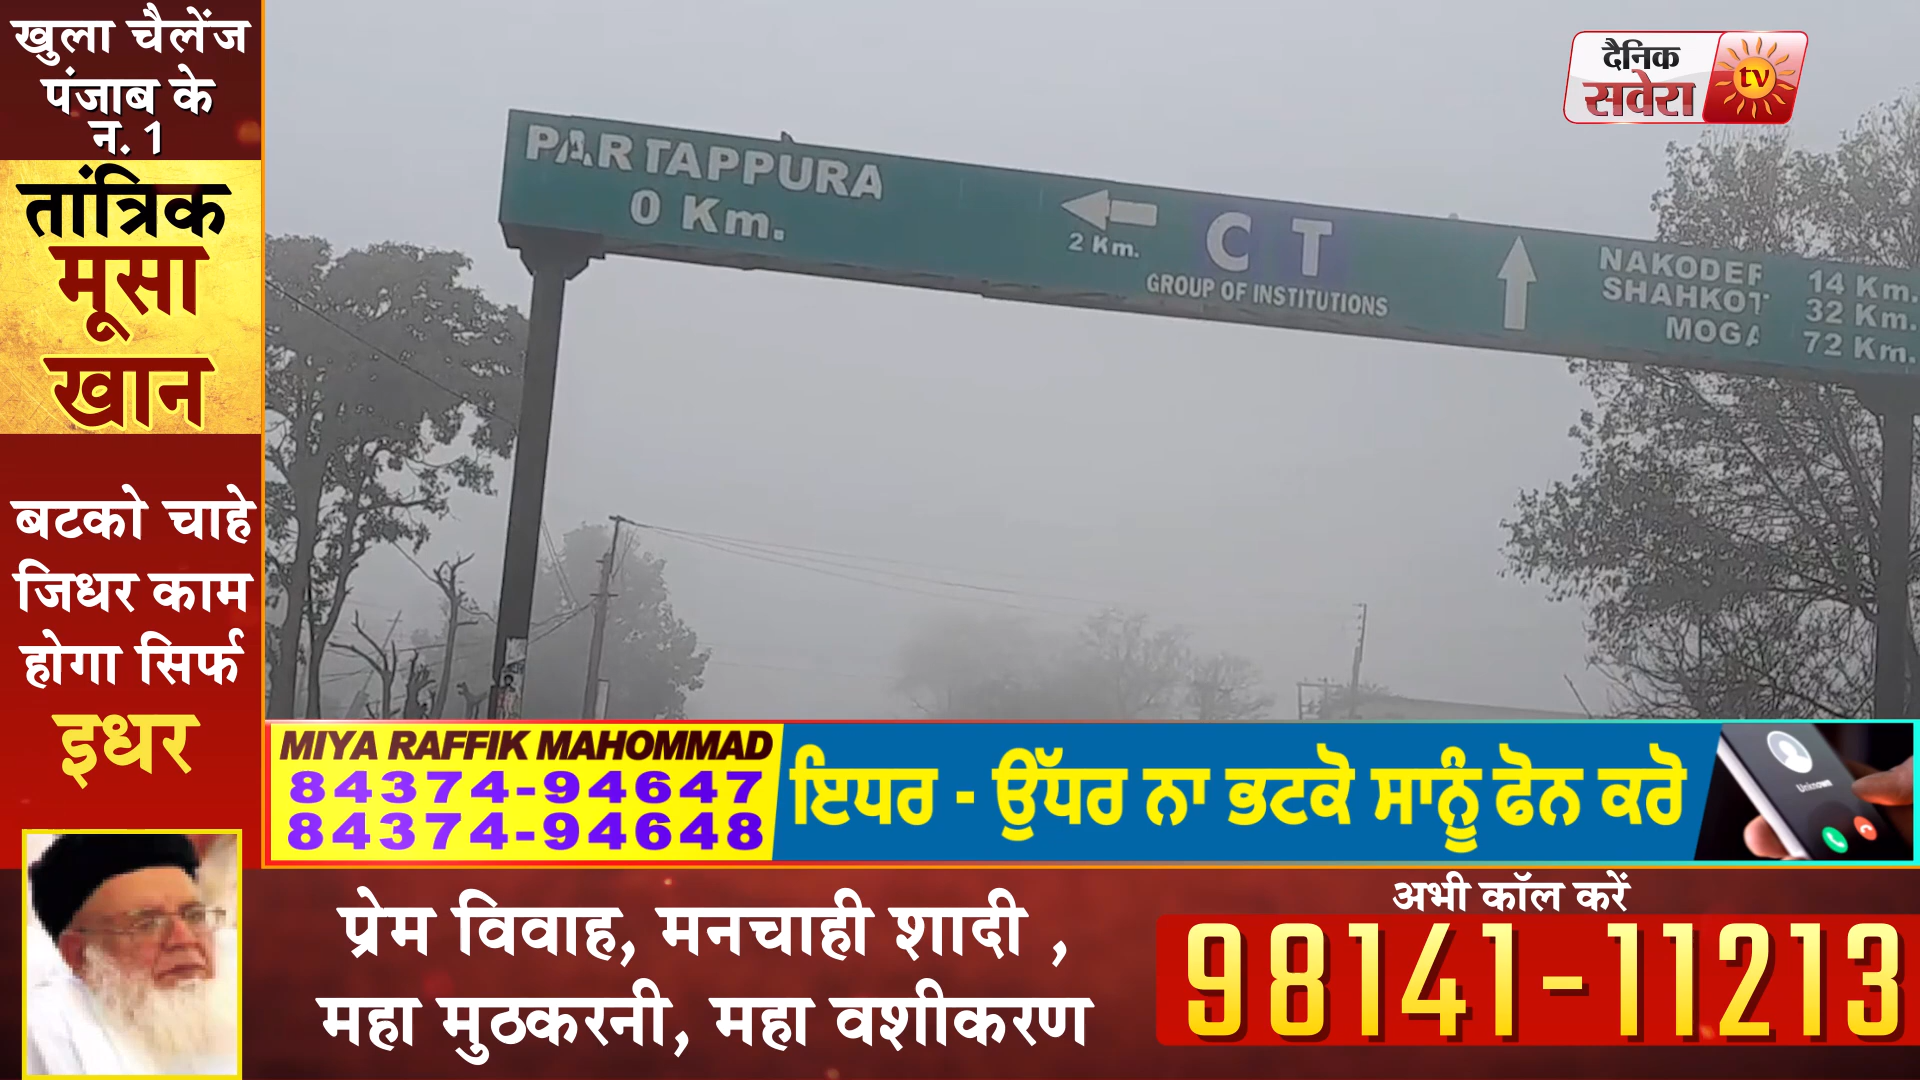 खुला चैलेंज
पंजाब के
न. 1
तांत्रिक
मूसा
खान
बटको चाहे
जिधर काम
होगा सिर्फ
इधर
दैनिक
सवेरा
tv
PARTAPPURA
0 Km.
2 Km.
C T
GROUP OF INSTITUTIONS
NAKODER 14 Km.
SHAHKOT 32 Km.
MOGA 72 Km.
MIYA RAFFIK MAHOMMAD
84374-94647
84374-94648
ਇਧਰ - ਉੱਧਰ ਨਾ ਭਟਕੋ ਸਾਨੂੰ ਫੋਨ ਕਰੋ
Unknown
प्रेम विवाह, मनचाही शादी ,
महा मुठकरनी, महा वशीकरण
अभी कॉल करें
98141-11213